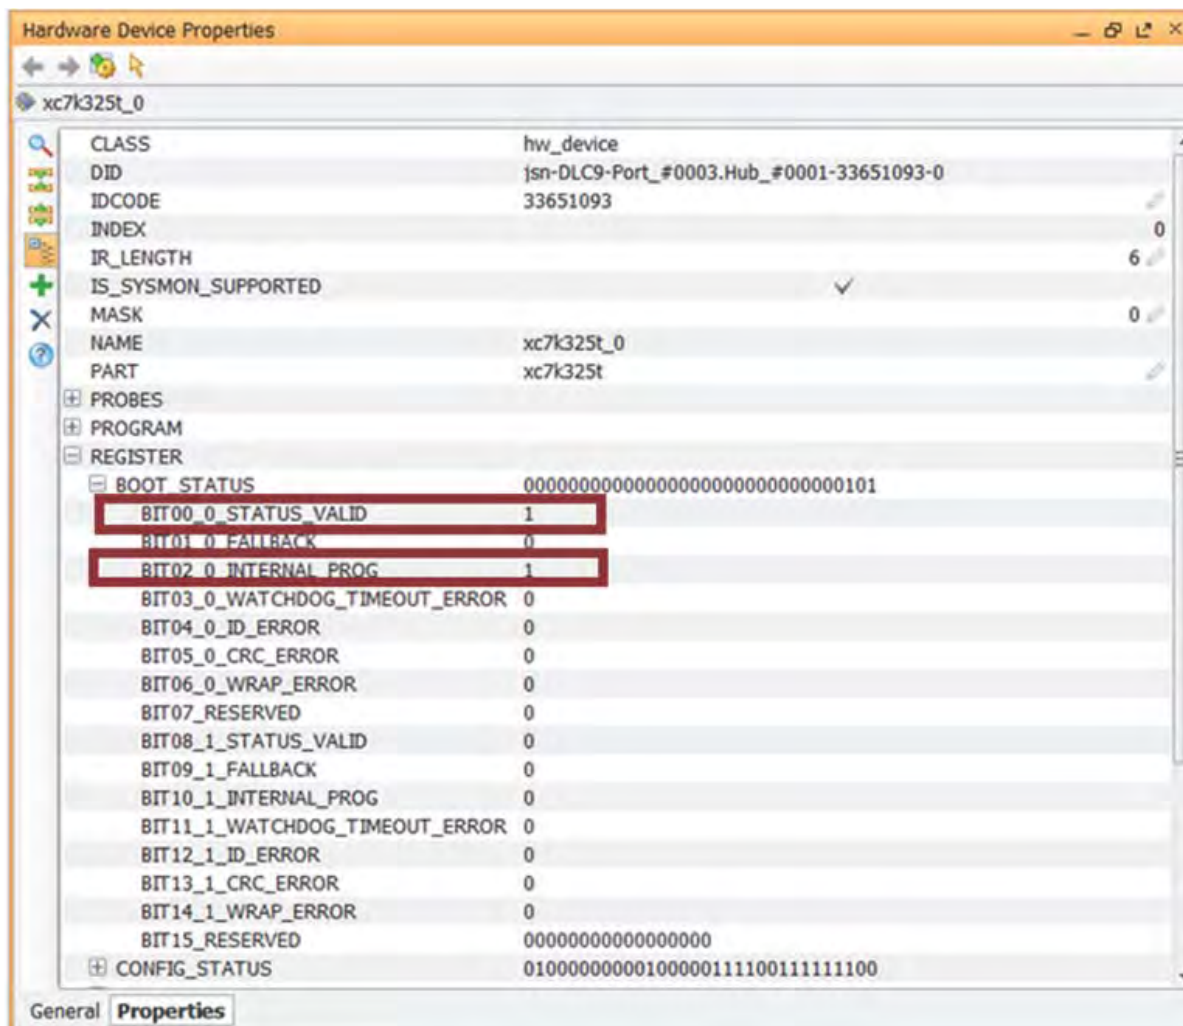 Hardware Device Properties
xc7k325t_0
CLASS hw_device
DID jsn-DLC9-Port_#0003.Hub_#0001-33651093-0
IDCODE 33651093
INDEX 0
IR_LENGTH 6
IS_SYSMON_SUPPORTED
MASK 0
NAME xc7k325t_0
PART xc7k325t
PROBES
PROGRAM
REGISTER
BOOT_STATUS 00000000000000000000000000000101
BIT00_0_STATUS_VALID 1
BIT01_0_FALLBACK 0
BIT02_0_INTERNAL_PROG 1
BIT03_0_WATCHDOG_TIMEOUT_ERROR 0
BIT04_0_ID_ERROR 0
BIT05_0_CRC_ERROR 0
BIT06_0_WRAP_ERROR 0
BIT07_RESERVED 0
BIT08_1_STATUS_VALID 0
BIT09_1_FALLBACK 0
BIT10_1_INTERNAL_PROG 0
BIT11_1_WATCHDOG_TIMEOUT_ERROR 0
BIT12_1_ID_ERROR 0
BIT13_1_CRC_ERROR 0
BIT14_1_WRAP_ERROR 0
BIT15_RESERVED 00000000000000000
CONFIG_STATUS 01000000000100000111100111111100
General Properties